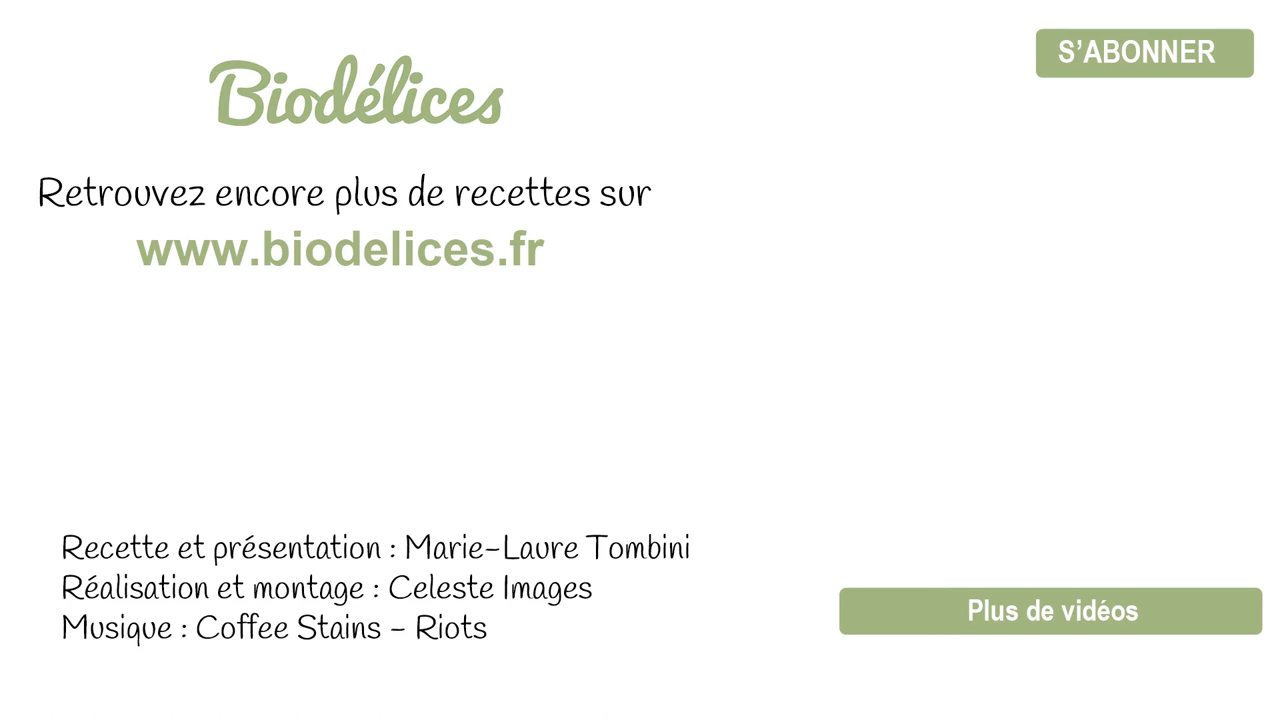 Biodélices
S’ABONNER
Retrouvez encore plus de recettes sur
www.biodelices.fr
Recette et présentation : Marie-Laure Tombini
Réalisation et montage : Celeste Images
Musique : Coffee Stains - Riots
Plus de vidéos